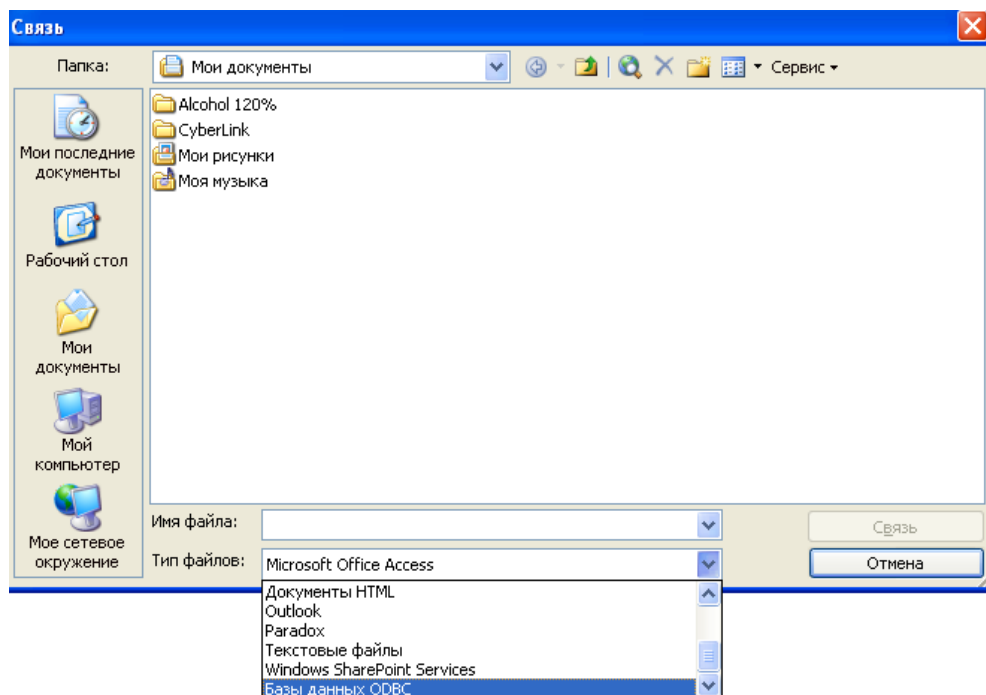 Связь
Папка:
Мои документы
Сервис
Alcohol 120%
CyberLink
Мои рисунки
Моя музыка
Мои последние
документы
Рабочий стол
Мои
документы
Мой
компьютер
Мое сетевое
окружение
Имя файла:
Связь
Тип файлов:
Microsoft Office Access
Отмена
Документы HTML
Outlook
Paradox
Текстовые файлы
Windows SharePoint Services
Базы данных ODBC